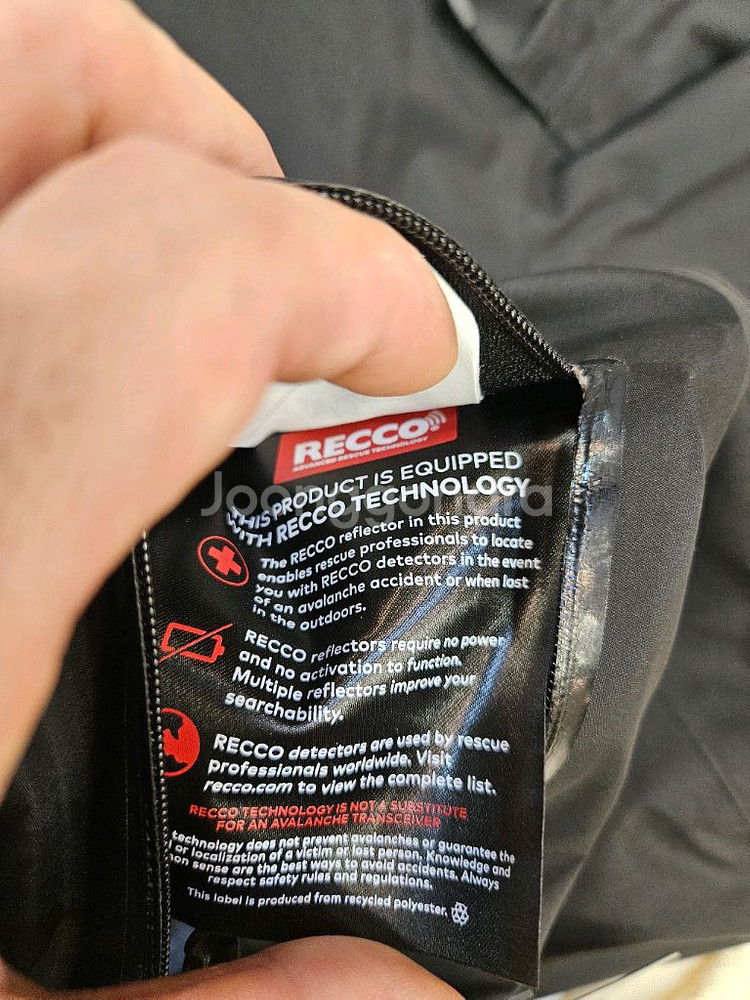 RECCO
ADVANCED RESCUE TECHNOLOGY
THIS PRODUCT IS EQUIPPED
WITH RECCO TECHNOLOGY
Joonggonara
The RECCO reflector in this product
enables rescue professionals to locate
you with RECCO detectors in the event
of an avalanche accident or when lost
in the outdoors.
RECCO reflectors require no power
and no activation to function.
Multiple reflectors improve your
searchability.
RECCO detectors are used by rescue
professionals worldwide. Visit
recco.com to view the complete list.
RECCO TECHNOLOGY IS NOT A SUBSTITUTE
FOR AN AVALANCHE TRANSCEIVER
technology does not prevent avalanches or guarantee the
or localization of a victim or lost person. Knowledge and
sense are the best ways to avoid accidents. Always
respect safety rules and regulations.
This label is produced from recycled polyester.